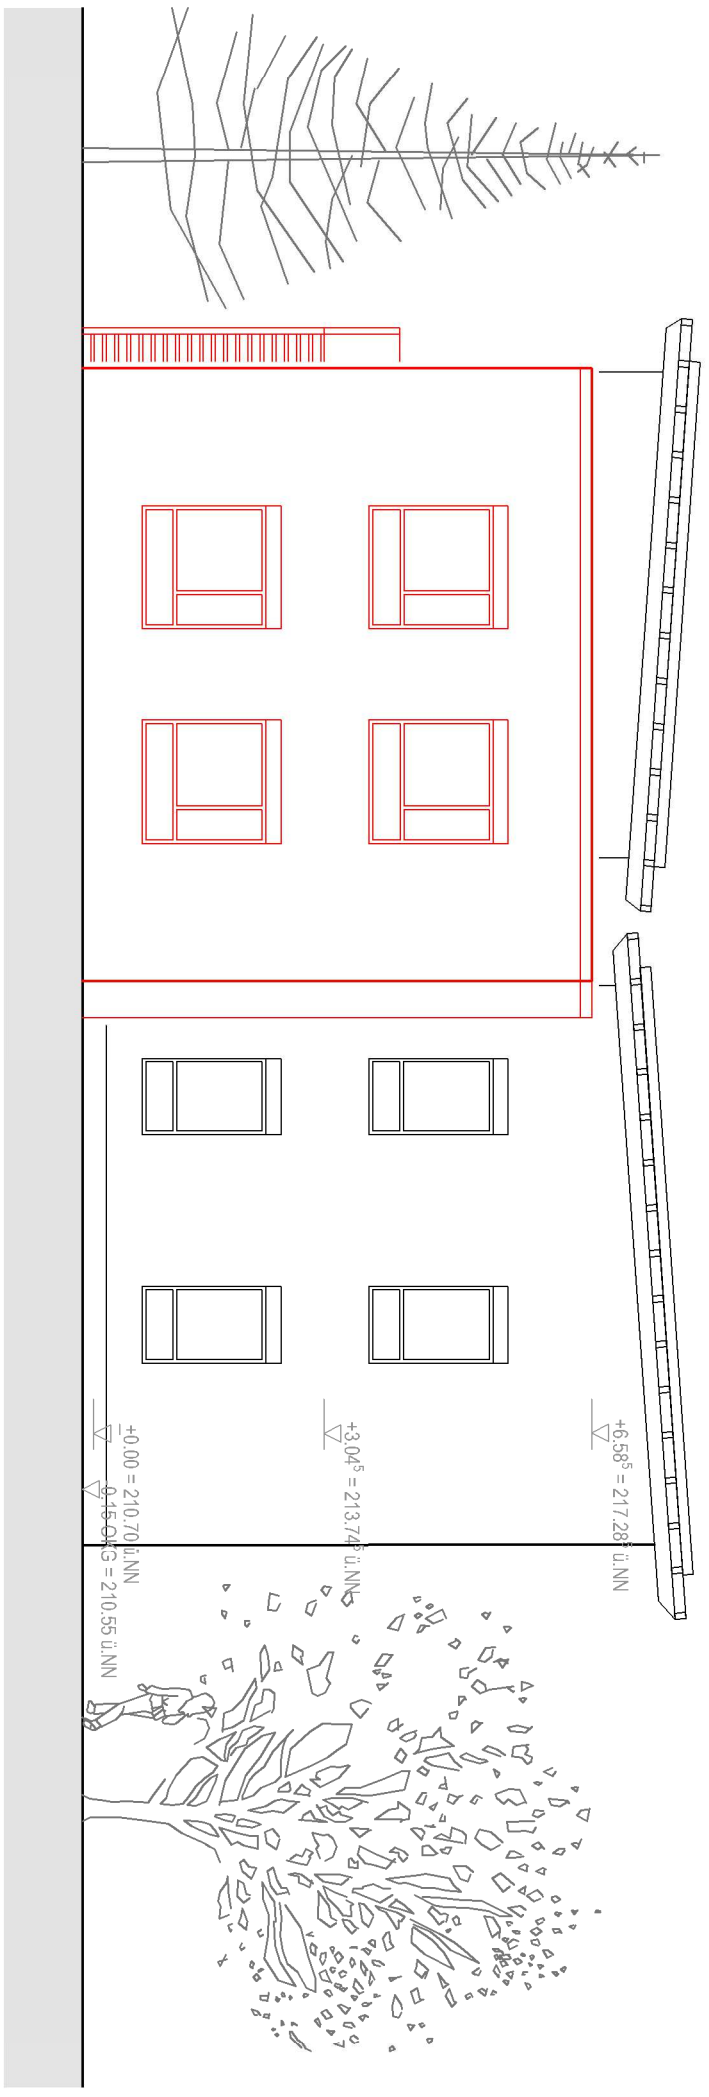 +6.58⁵ = 217.28⁵ ü.NN
+3.04⁵ = 213.74⁵ ü.NN
+0.00 = 210.70 ü.NN
-0.15 OKG = 210.55 ü.NN